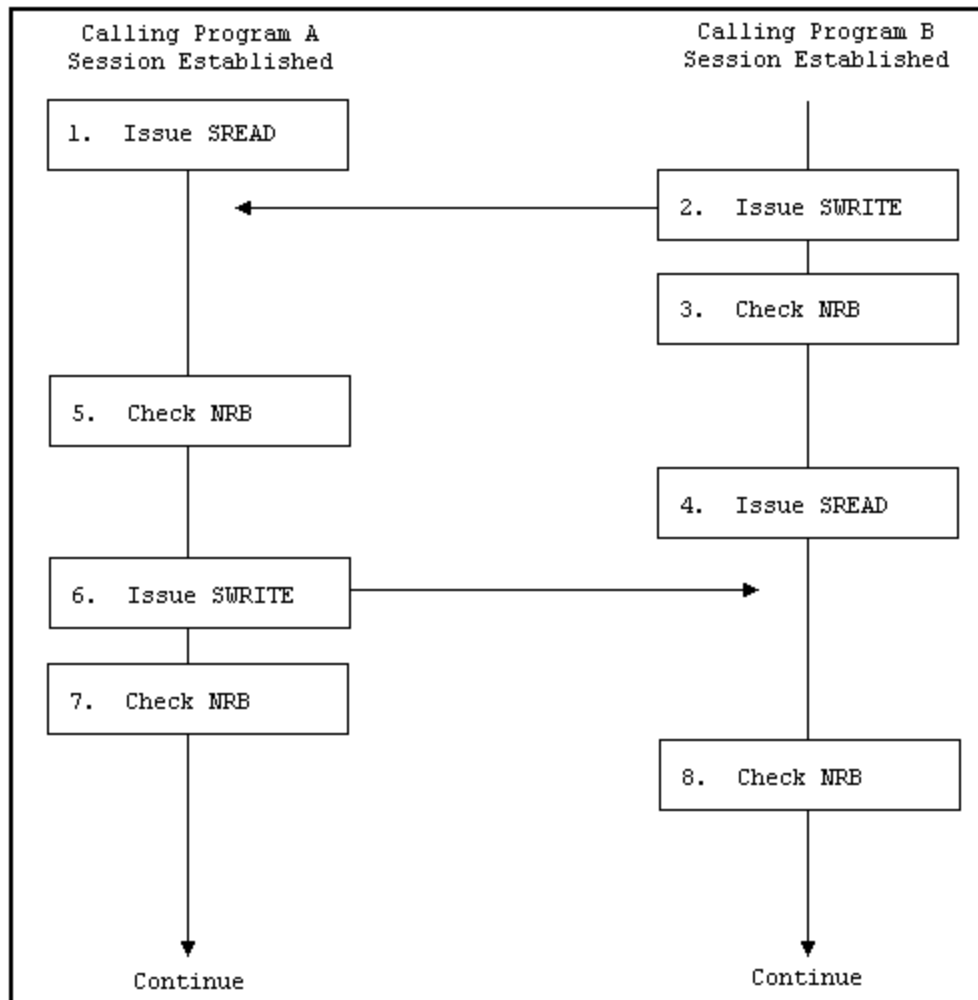 Calling Program A
Session Established
Calling Program B
Session Established
1. Issue SREAD
2. Issue SWRITE
3. Check NRB
5. Check NRB
4. Issue SREAD
6. Issue SWRITE
7. Check NRB
8. Check NRB
Continue
Continue